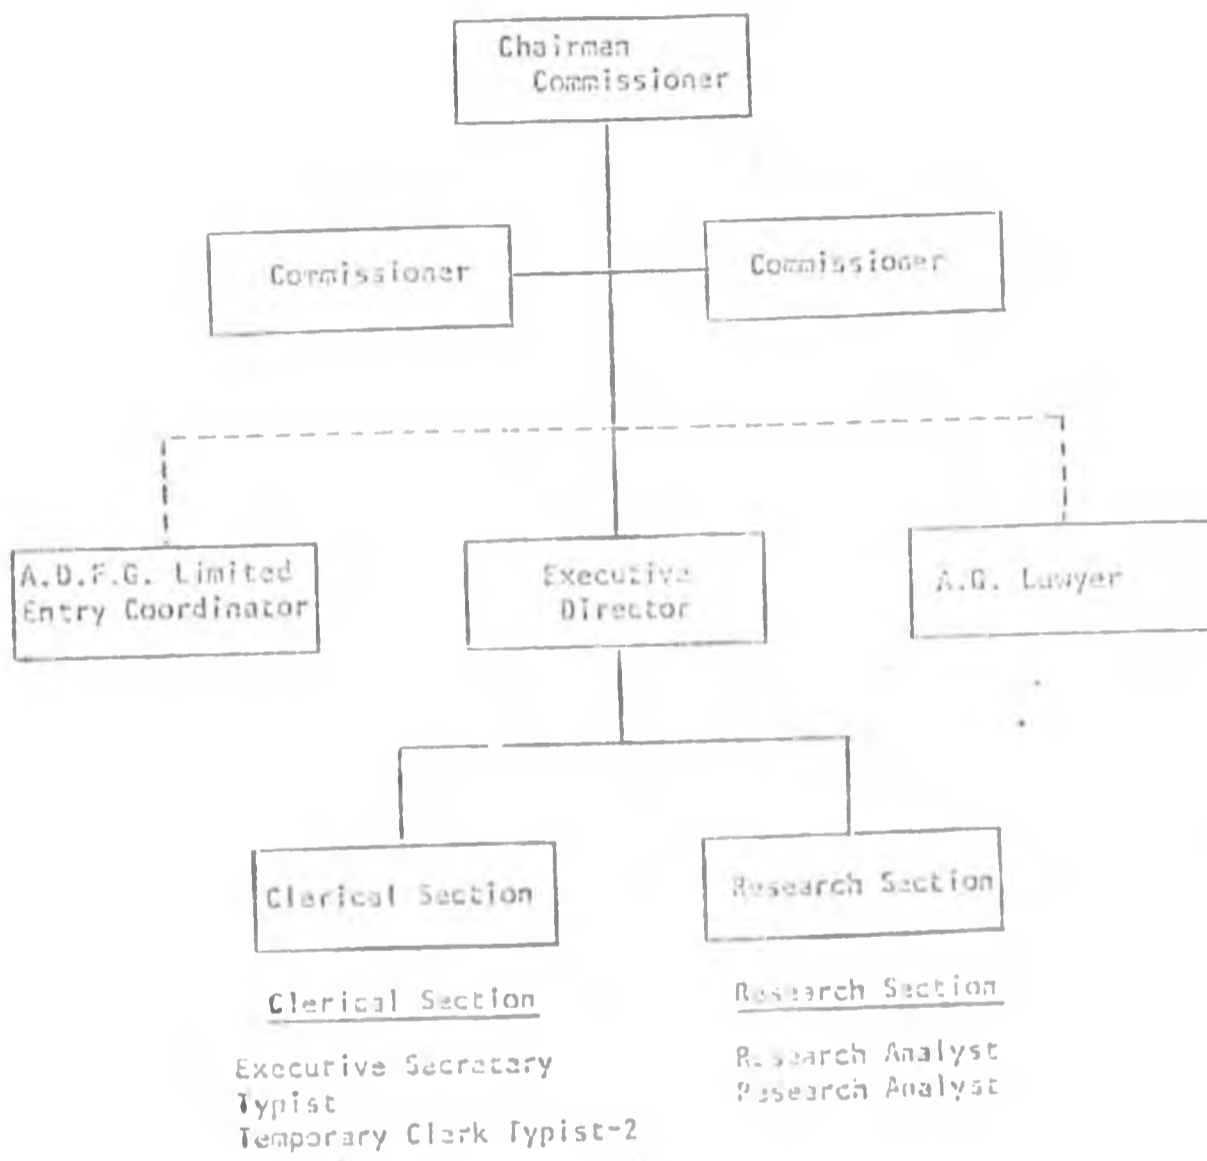 Chairman
Commissioner
Commissioner
Commissioner
A.D.F.G. Limited
Entry Coordinator
Executive
Director
A.G. Lawyer
Clerical Section
Research Section
Clerical Section
Research Section
Executive Secretary
Typist
Temporary Clerk Typist-2
Research Analyst
Research Analyst